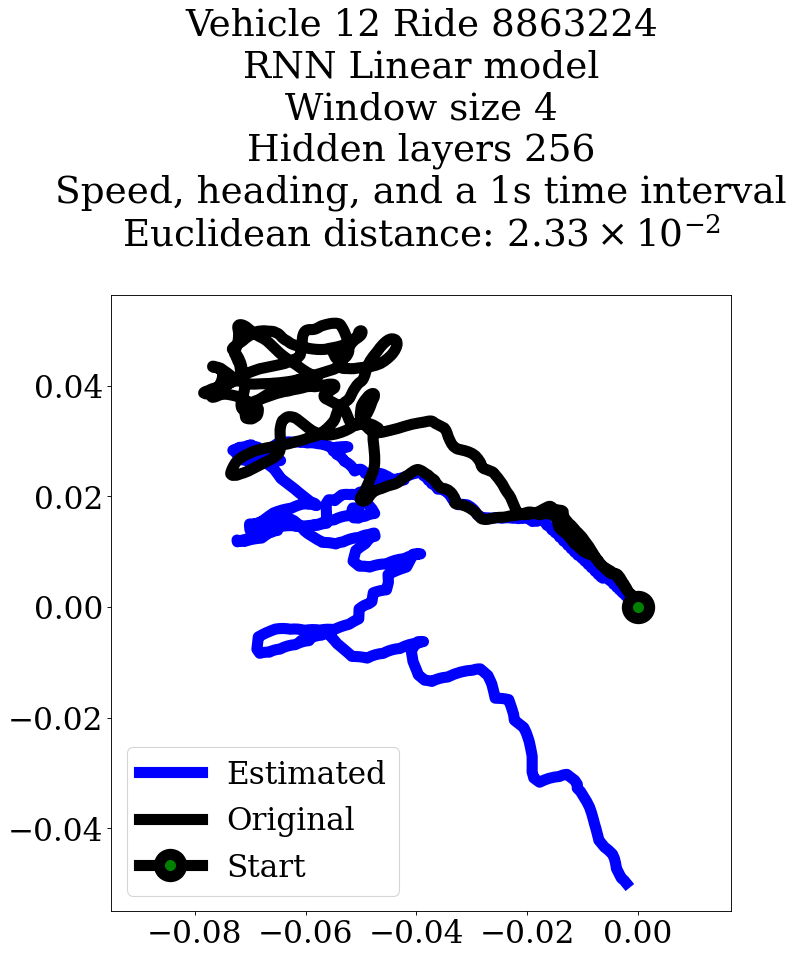 Vehicle 12 Ride 8863224
RNN Linear model
Window size 4
Hidden layers 256
Speed, heading, and a 1s time interval
Euclidean distance: 2.33 × 10⁻²
0.04
0.02
0.00
−0.02
−0.04
Estimated
Original
Start
−0.08 −0.06 −0.04 −0.02 0.00